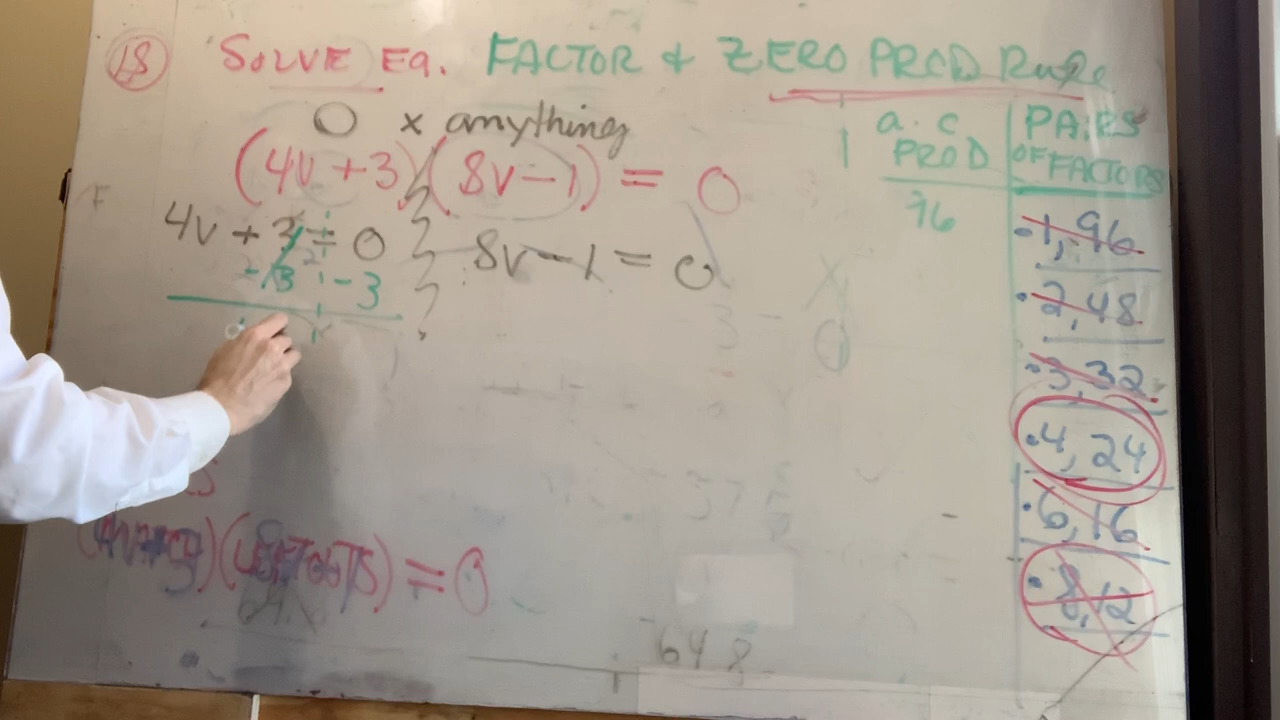 18 SOLVE EQ. FACTOR & ZERO PROD RULE
0 x anything
(4v+3)(8v-1) = 0
4v + 3 = 0
8v-1 = 0
-3 -3
= 0
648
a.c
PROD
96
PAIRS
OF FACTORS
.1, 96
.2, 48
.3, 32
.4, 24
.6, 16
.8, 12